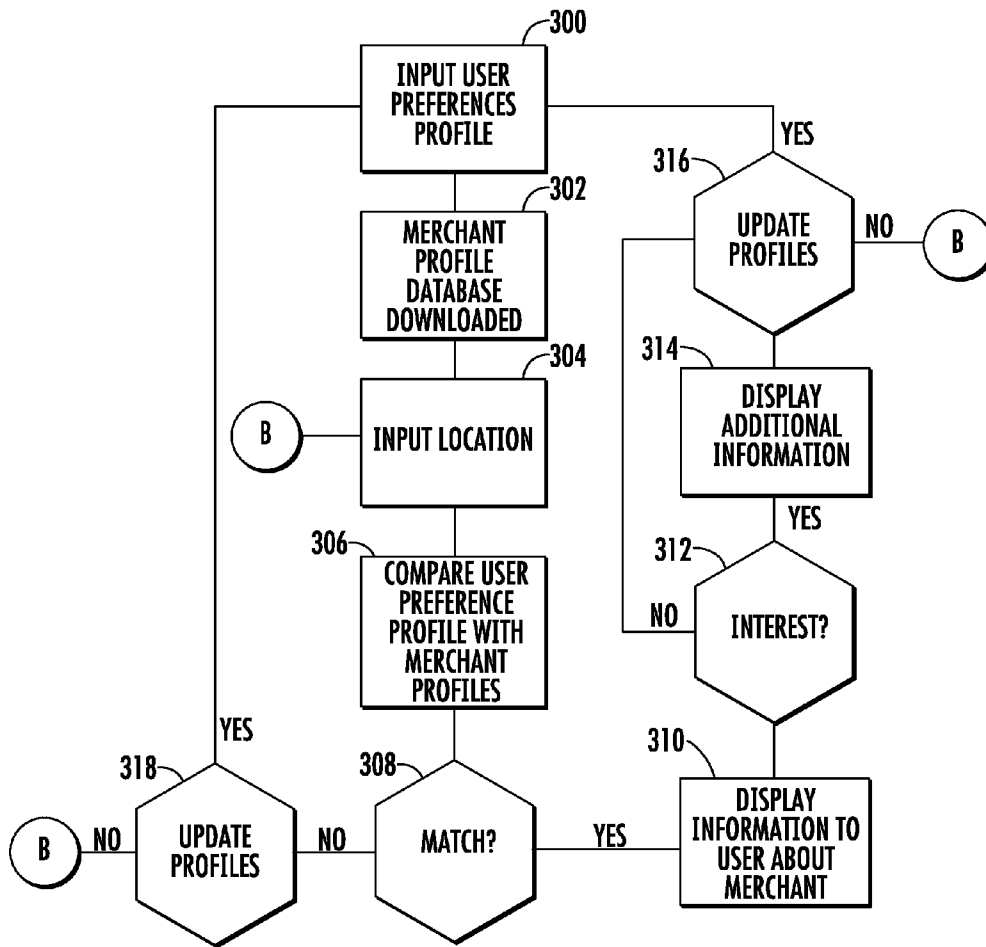 300
INPUT USER
PREFERENCES
PROFILE
YES
316
UPDATE
PROFILES
NO
B
302
MERCHANT
PROFILE
DATABASE
DOWNLOADED
304
B
INPUT LOCATION
314
DISPLAY
ADDITIONAL
INFORMATION
YES
306
COMPARE USER
PREFERENCE
PROFILE WITH
MERCHANT
PROFILES
312
NO
INTEREST?
YES
318
B
NO
UPDATE
PROFILES
NO
308
MATCH?
YES
310
DISPLAY
INFORMATION TO
USER ABOUT
MERCHANT